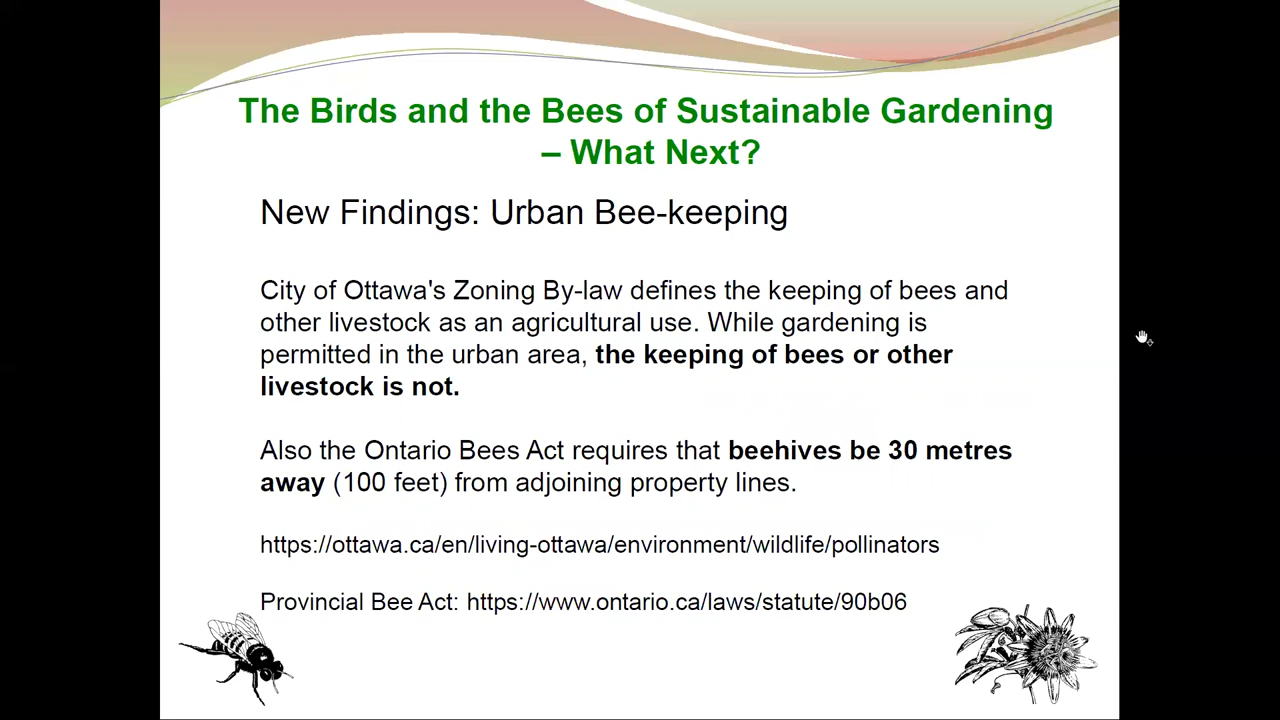 The Birds and the Bees of Sustainable Gardening
– What Next?
New Findings: Urban Bee-keeping
City of Ottawa's Zoning By-law defines the keeping of bees and
other livestock as an agricultural use. While gardening is
permitted in the urban area, the keeping of bees or other
livestock is not.
Also the Ontario Bees Act requires that beehives be 30 metres
away (100 feet) from adjoining property lines.
https://ottawa.ca/en/living-ottawa/environment/wildlife/pollinators
Provincial Bee Act: https://www.ontario.ca/laws/statute/90b06